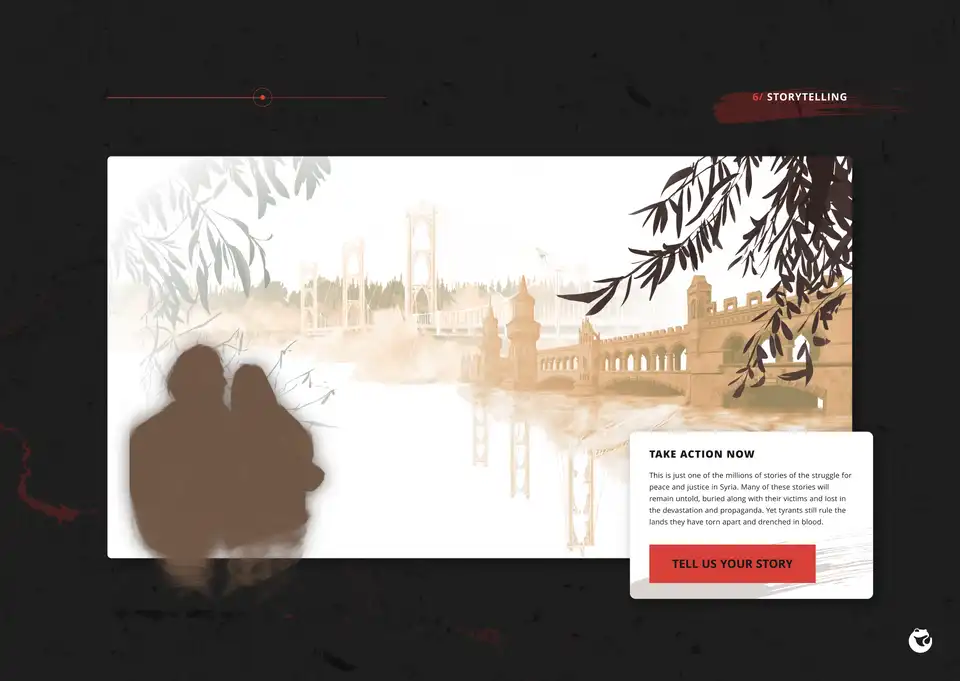 6/ STORYTELLING
TAKE ACTION NOW
This is just one of the millions of stories of the struggle for
peace and justice in Syria. Many of these stories will
remain untold, buried along with their victims and lost in
the devastation and propaganda. Yet tyrants still rule the
lands they have torn apart and drenched in blood.
TELL US YOUR STORY